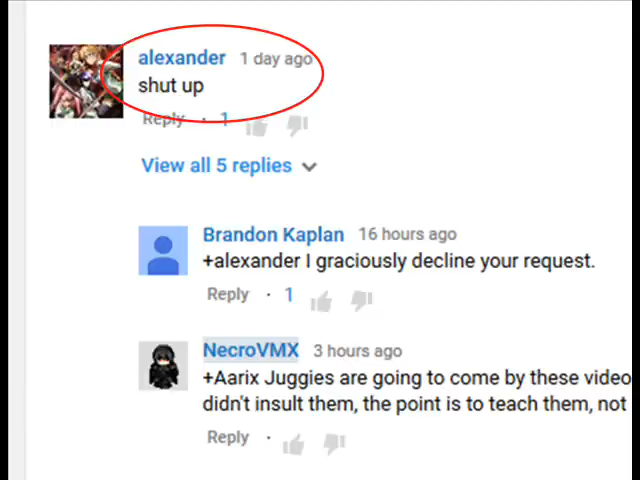 alexander 1 day ago
shut up
Reply · 1
View all 5 replies
Brandon Kaplan 16 hours ago
+alexander I graciously decline your request.
Reply · 1
NecroVMX 3 hours ago
+Aarix Juggies are going to come by these video
didn't insult them, the point is to teach them, not
Reply ·